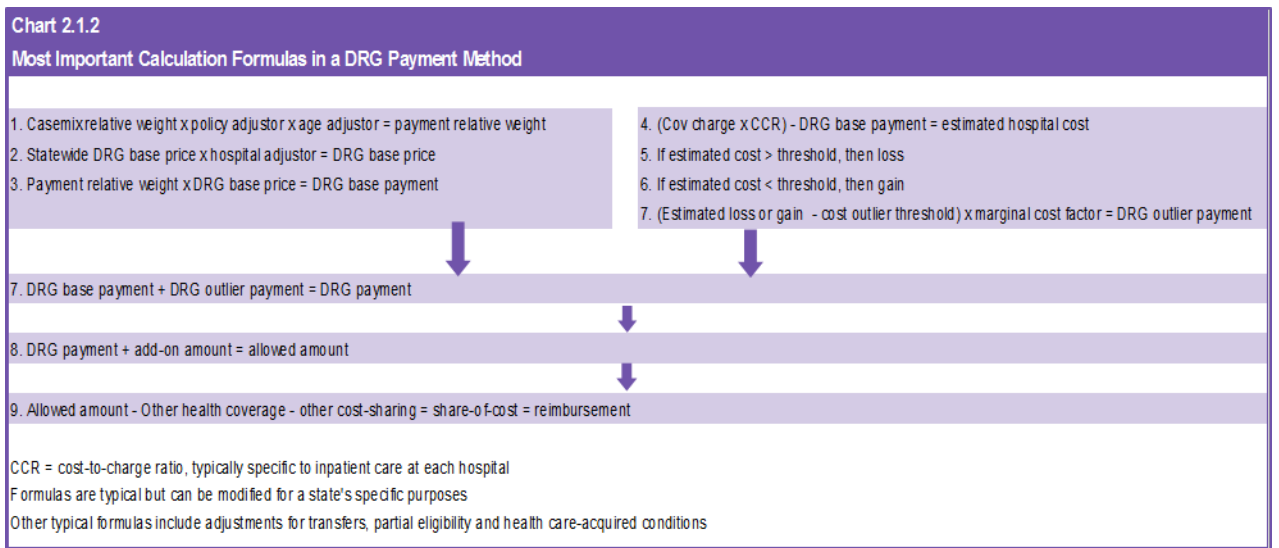 Chart 2.1.2
Most Important Calculation Formulas in a DRG Payment Method
1. Casemix relative weight x policy adjustor x age adjustor = payment relative weight
2. Statewide DRG base price x hospital adjustor = DRG base price
3. Payment relative weight x DRG base price = DRG base payment
4. (Cov charge x CCR) - DRG base payment = estimated hospital cost
5. If estimated cost > threshold, then loss
6. If estimated cost < threshold, then gain
7. (Estimated loss or gain - cost outlier threshold) x marginal cost factor = DRG outlier payment
7. DRG base payment + DRG outlier payment = DRG payment
8. DRG payment + add-on amount = allowed amount
9. Allowed amount - Other health coverage - other cost-sharing = share-of-cost = reimbursement
CCR = cost-to-charge ratio, typically specific to inpatient care at each hospital
Formulas are typical but can be modified for a state's specific purposes
Other typical formulas include adjustments for transfers, partial eligibility and health care-acquired conditions